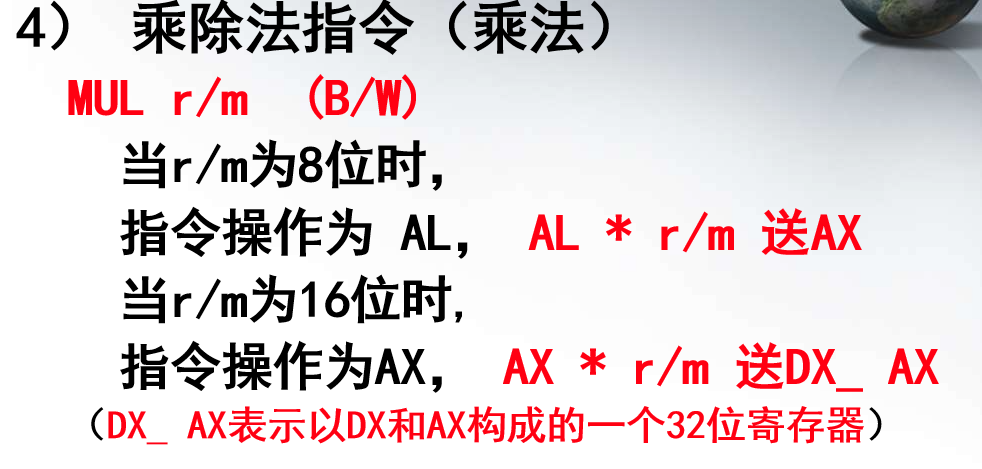 4） 乘除法指令（乘法）
MUL r/m （B/W）
当r/m为8位时，
指令操作为 AL， AL * r/m 送AX
当r/m为16位时,
指令操作为AX， AX * r/m 送DX_ AX
（DX_ AX表示以DX和AX构成的一个32位寄存器）